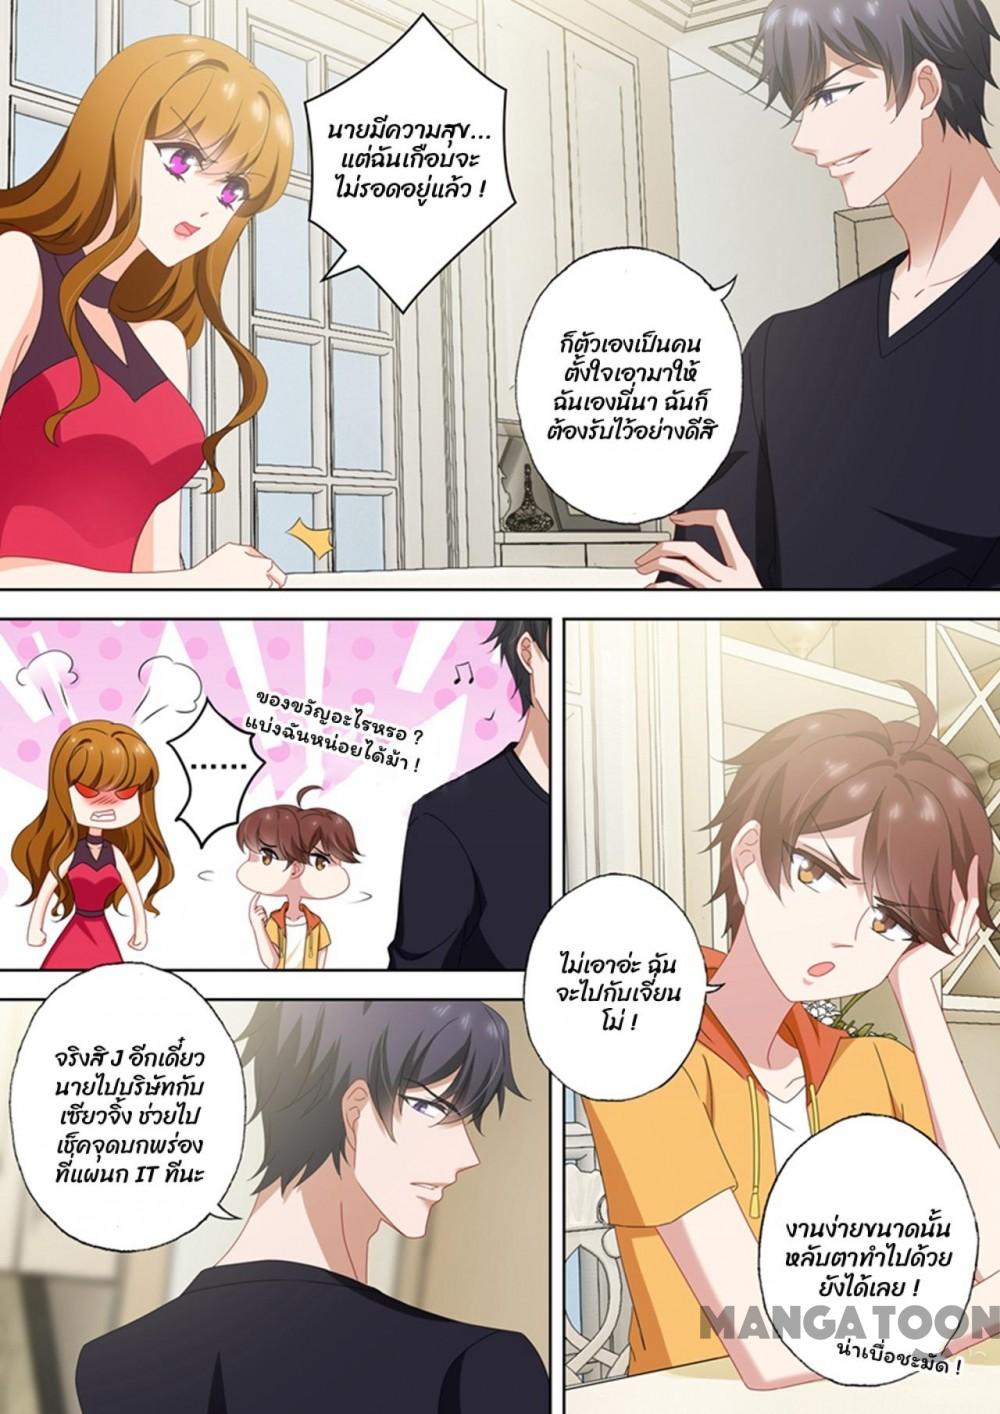 นายมีความสุข...
แต่ฉันเกือบจะ
ไม่รอดอยู่แล้ว !
ก็ตัวเองเป็นคน
ตั้งใจเอามาให้
ฉันเองนี่นา ฉันก็
ต้องรับไว้อย่างดีสิ
.......
ของขวัญอะไรหรอ ?
แบ่งฉันหน่อยได้ม้า !
ไม่เอาอ่ะ ฉัน
จะไปกับเจี่ยน
โม่ !
จริงสิ J อีกเดี๋ยว
นายไปบริษัทกับ
เซียวจิ้ง ช่วยไป
เช็คจุดบกพร่อง
ที่แผนก IT ทีนะ
งานง่ายขนาดนั้น
หลับตาทำไปด้วย
ยังได้เลย !
MANGATOON
น่าเบื่อชะมัด !